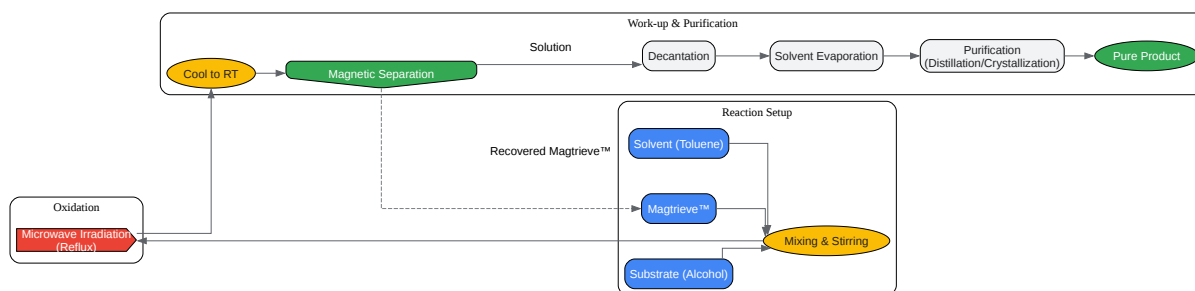 Work-up & Purification
Solution
Cool to RT
Magnetic Separation
Decantation
Solvent Evaporation
Purification
(Distillation/Crystallization)
Pure Product
Reaction Setup
Solvent (Toluene)
Recovered Magtrieve™
Magtrieve™
Mixing & Stirring
Substrate (Alcohol)
Oxidation
Microwave Irradiation
(Reflux)